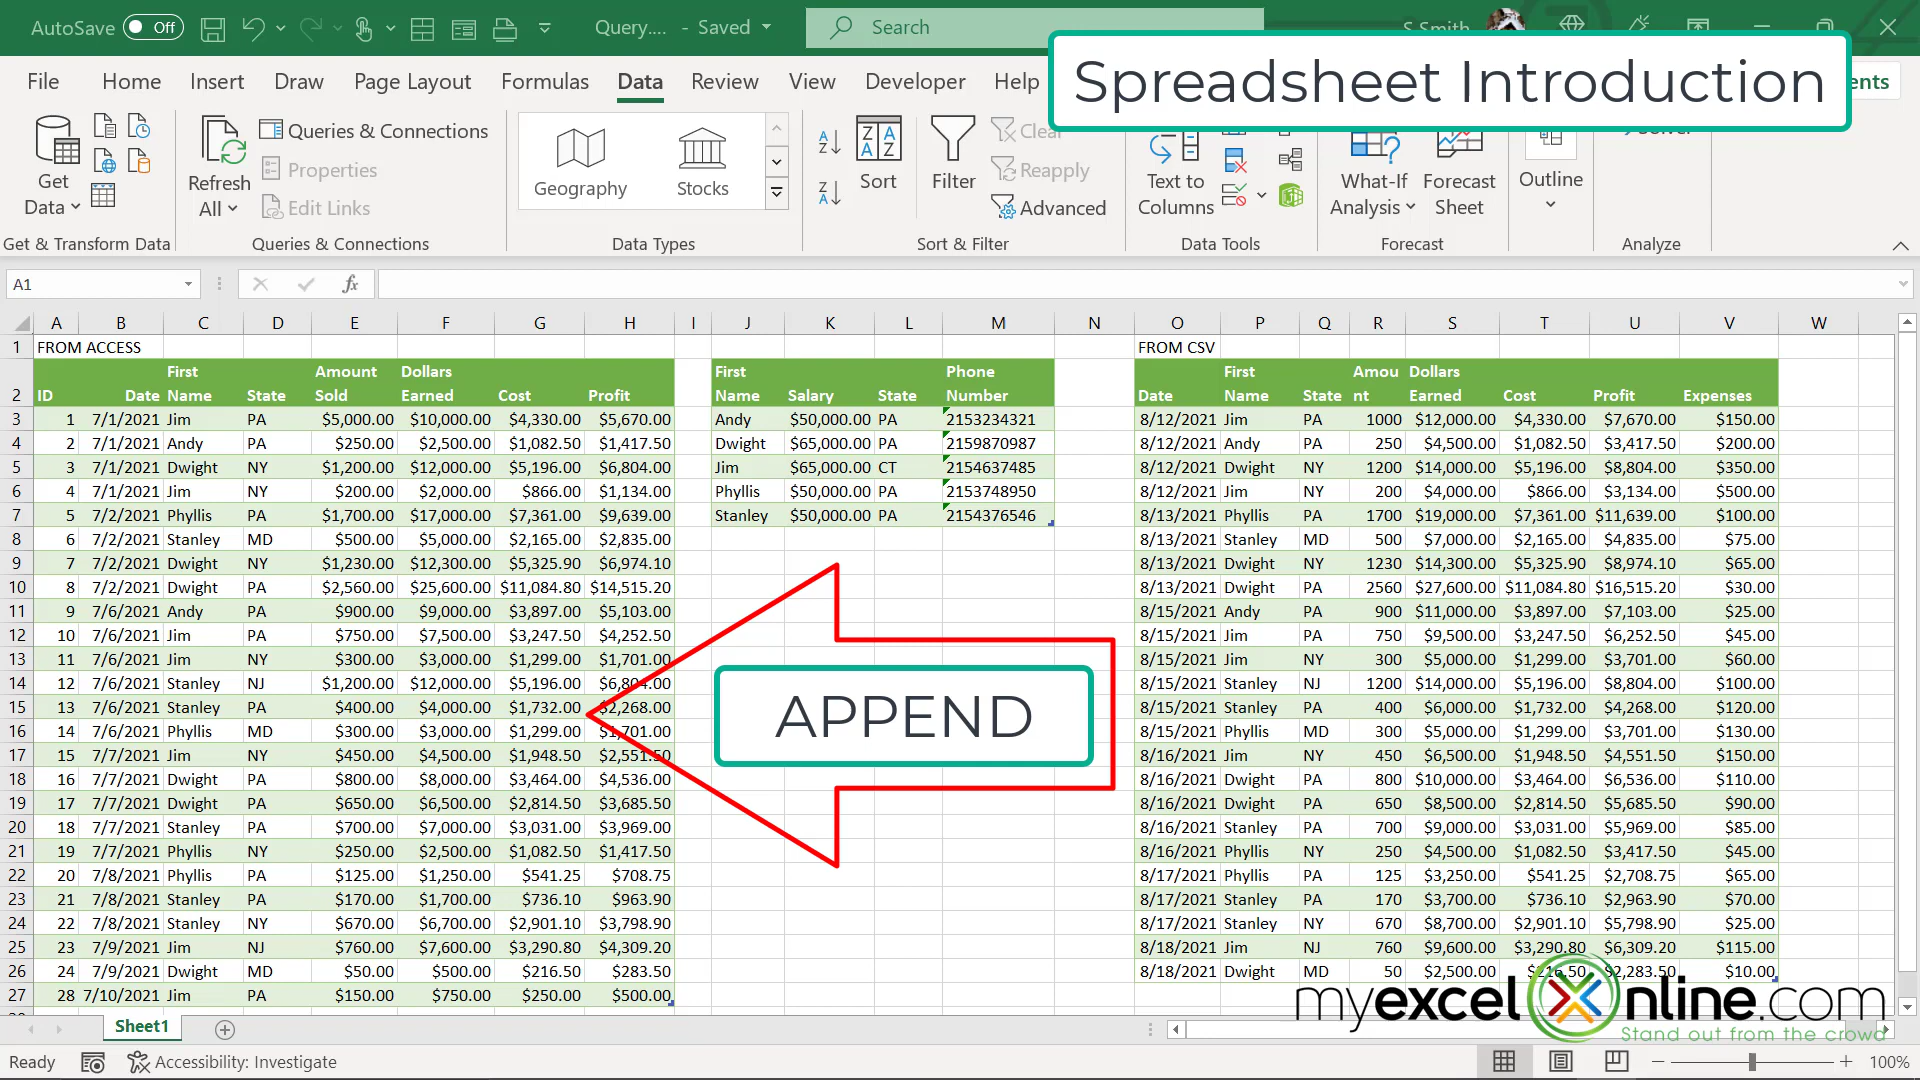 AutoSave Off Query.... - Saved Search S Smith
File Home Insert Draw Page Layout Formulas Data Review View Developer Help
Spreadsheet Introduction
Get Data
Refresh All
Queries & Connections
Properties
Edit Links
Geography Stocks
Sort Filter
Clear
Reapply
Advanced
Text to Columns
What-If Analysis
Forecast Sheet
Outline
Get & Transform Data Queries & Connections Data Types Sort & Filter Data Tools Forecast Analyze
A1 fx
A B C D E F G H I J K L M N O P Q R S T U V W
1 FROM ACCESS FROM CSV
2 ID Date First Name State Amount Sold Dollars Earned Cost Profit First Name Salary State Phone Number Date First Name State Amou nt Dollars Earned Cost Profit Expenses
3 1 7/1/2021 Jim PA $5,000.00 $10,000.00 $4,330.00 $5,670.00 Andy $50,000.00 PA 2153234321 8/12/2021 Jim PA 1000 $12,000.00 $4,330.00 $7,670.00 $150.00
4 2 7/1/2021 Andy PA $250.00 $2,500.00 $1,082.50 $1,417.50 Dwight $65,000.00 PA 2159870987 8/12/2021 Andy PA 250 $4,500.00 $1,082.50 $3,417.50 $200.00
5 3 7/1/2021 Dwight NY $1,200.00 $12,000.00 $5,196.00 $6,804.00 Jim $65,000.00 CT 2154637485 8/12/2021 Dwight NY 1200 $14,000.00 $5,196.00 $8,804.00 $350.00
6 4 7/1/2021 Jim NY $200.00 $2,000.00 $866.00 $1,134.00 Phyllis $50,000.00 PA 2153748950 8/12/2021 Jim NY 200 $4,000.00 $866.00 $3,134.00 $500.00
7 5 7/2/2021 Phyllis PA $1,700.00 $17,000.00 $7,361.00 $9,639.00 Stanley $50,000.00 PA 2154376546 8/13/2021 Phyllis PA 1700 $19,000.00 $7,361.00 $11,639.00 $100.00
8 6 7/2/2021 Stanley MD $500.00 $5,000.00 $2,165.00 $2,835.00 8/13/2021 Stanley MD 500 $7,000.00 $2,165.00 $4,835.00 $75.00
9 7 7/2/2021 Dwight NY $1,230.00 $12,300.00 $5,325.90 $6,974.10 8/13/2021 Dwight NY 1230 $14,300.00 $5,325.90 $8,974.10 $65.00
10 8 7/2/2021 Dwight PA $2,560.00 $25,600.00 $11,084.80 $14,515.20 8/13/2021 Dwight PA 2560 $27,600.00 $11,084.80 $16,515.20 $30.00
11 9 7/6/2021 Andy PA $900.00 $9,000.00 $3,897.00 $5,103.00 8/15/2021 Andy PA 900 $11,000.00 $3,897.00 $7,103.00 $25.00
12 10 7/6/2021 Jim PA $750.00 $7,500.00 $3,247.50 $4,252.50 8/15/2021 Jim PA 750 $9,500.00 $3,247.50 $6,252.50 $45.00
13 11 7/6/2021 Jim NY $300.00 $3,000.00 $1,299.00 $1,701.00 8/15/2021 Jim NY 300 $5,000.00 $1,299.00 $3,701.00 $60.00
14 12 7/6/2021 Stanley NJ $1,200.00 $12,000.00 $5,196.00 $6,804.00 8/15/2021 Stanley NJ 1200 $14,000.00 $5,196.00 $8,804.00 $100.00
15 13 7/6/2021 Stanley PA $400.00 $4,000.00 $1,732.00 $2,268.00 8/15/2021 Stanley PA 400 $6,000.00 $1,732.00 $4,268.00 $120.00
APPEND
16 14 7/6/2021 Phyllis MD $300.00 $3,000.00 $1,299.00 $1,701.00 8/15/2021 Phyllis MD 300 $5,000.00 $1,299.00 $3,701.00 $130.00
17 15 7/7/2021 Jim NY $450.00 $4,500.00 $1,948.50 $2,551.50 8/16/2021 Jim NY 450 $6,500.00 $1,948.50 $4,551.50 $150.00
18 16 7/7/2021 Dwight PA $800.00 $8,000.00 $3,464.00 $4,536.00 8/16/2021 Dwight PA 800 $10,000.00 $3,464.00 $6,536.00 $110.00
19 17 7/7/2021 Dwight PA $650.00 $6,500.00 $2,814.50 $3,685.50 8/16/2021 Dwight PA 650 $8,500.00 $2,814.50 $5,685.50 $90.00
20 18 7/7/2021 Stanley PA $700.00 $7,000.00 $3,031.00 $3,969.00 8/16/2021 Stanley PA 700 $9,000.00 $3,031.00 $5,969.00 $85.00
21 19 7/7/2021 Phyllis NY $250.00 $2,500.00 $1,082.50 $1,417.50 8/16/2021 Phyllis NY 250 $4,500.00 $1,082.50 $3,417.50 $45.00
22 20 7/8/2021 Phyllis PA $125.00 $1,250.00 $541.25 $708.75 8/17/2021 Phyllis PA 125 $3,250.00 $541.25 $2,708.75 $65.00
23 21 7/8/2021 Stanley PA $170.00 $1,700.00 $736.10 $963.90 8/17/2021 Stanley PA 170 $3,700.00 $736.10 $2,963.90 $70.00
24 22 7/8/2021 Stanley NY $670.00 $6,700.00 $2,901.10 $3,798.90 8/17/2021 Stanley NY 670 $8,700.00 $2,901.10 $5,798.90 $25.00
25 23 7/9/2021 Jim NJ $760.00 $7,600.00 $3,290.80 $4,309.20 8/18/2021 Jim NJ 760 $9,600.00 $3,290.80 $6,309.20 $115.00
26 24 7/9/2021 Dwight MD $50.00 $500.00 $216.50 $283.50 8/18/2021 Dwight MD 50 $2,500.00 $216.50 $2,283.50 $10.00
27 28 7/10/2021 Jim PA $150.00 $750.00 $250.00 $500.00
myexcelonline.com
Stand out from the crowd
Sheet1
Ready Accessibility: Investigate 100%